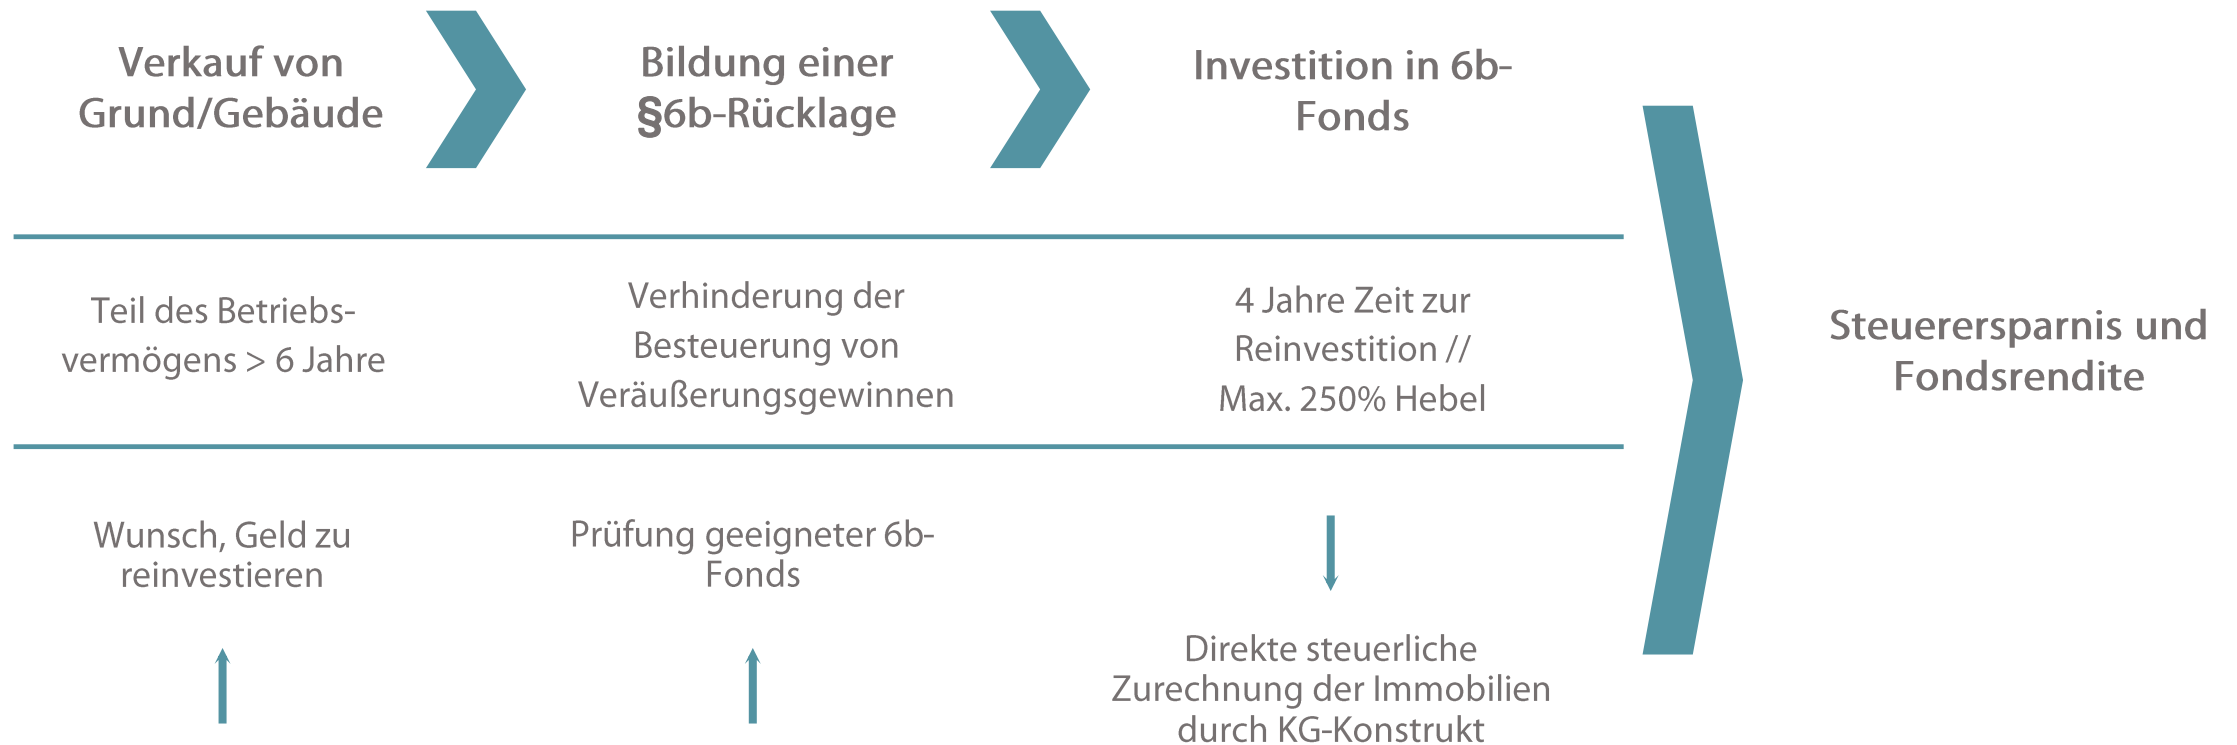 Verkauf von
Grund/Gebäude
Bildung einer
§6b-Rücklage
Investition in 6b-
Fonds
Teil des Betriebs-
vermögens > 6 Jahre
Verhinderung der
Besteuerung von
Veräußerungsgewinnen
4 Jahre Zeit zur
Reinvestition //
Max. 250% Hebel
Steuerersparnis und
Fondsrendite
Wunsch, Geld zu
reinvestieren
Prüfung geeigneter 6b-
Fonds
Direkte steuerliche
Zurechnung der Immobilien
durch KG-Konstrukt